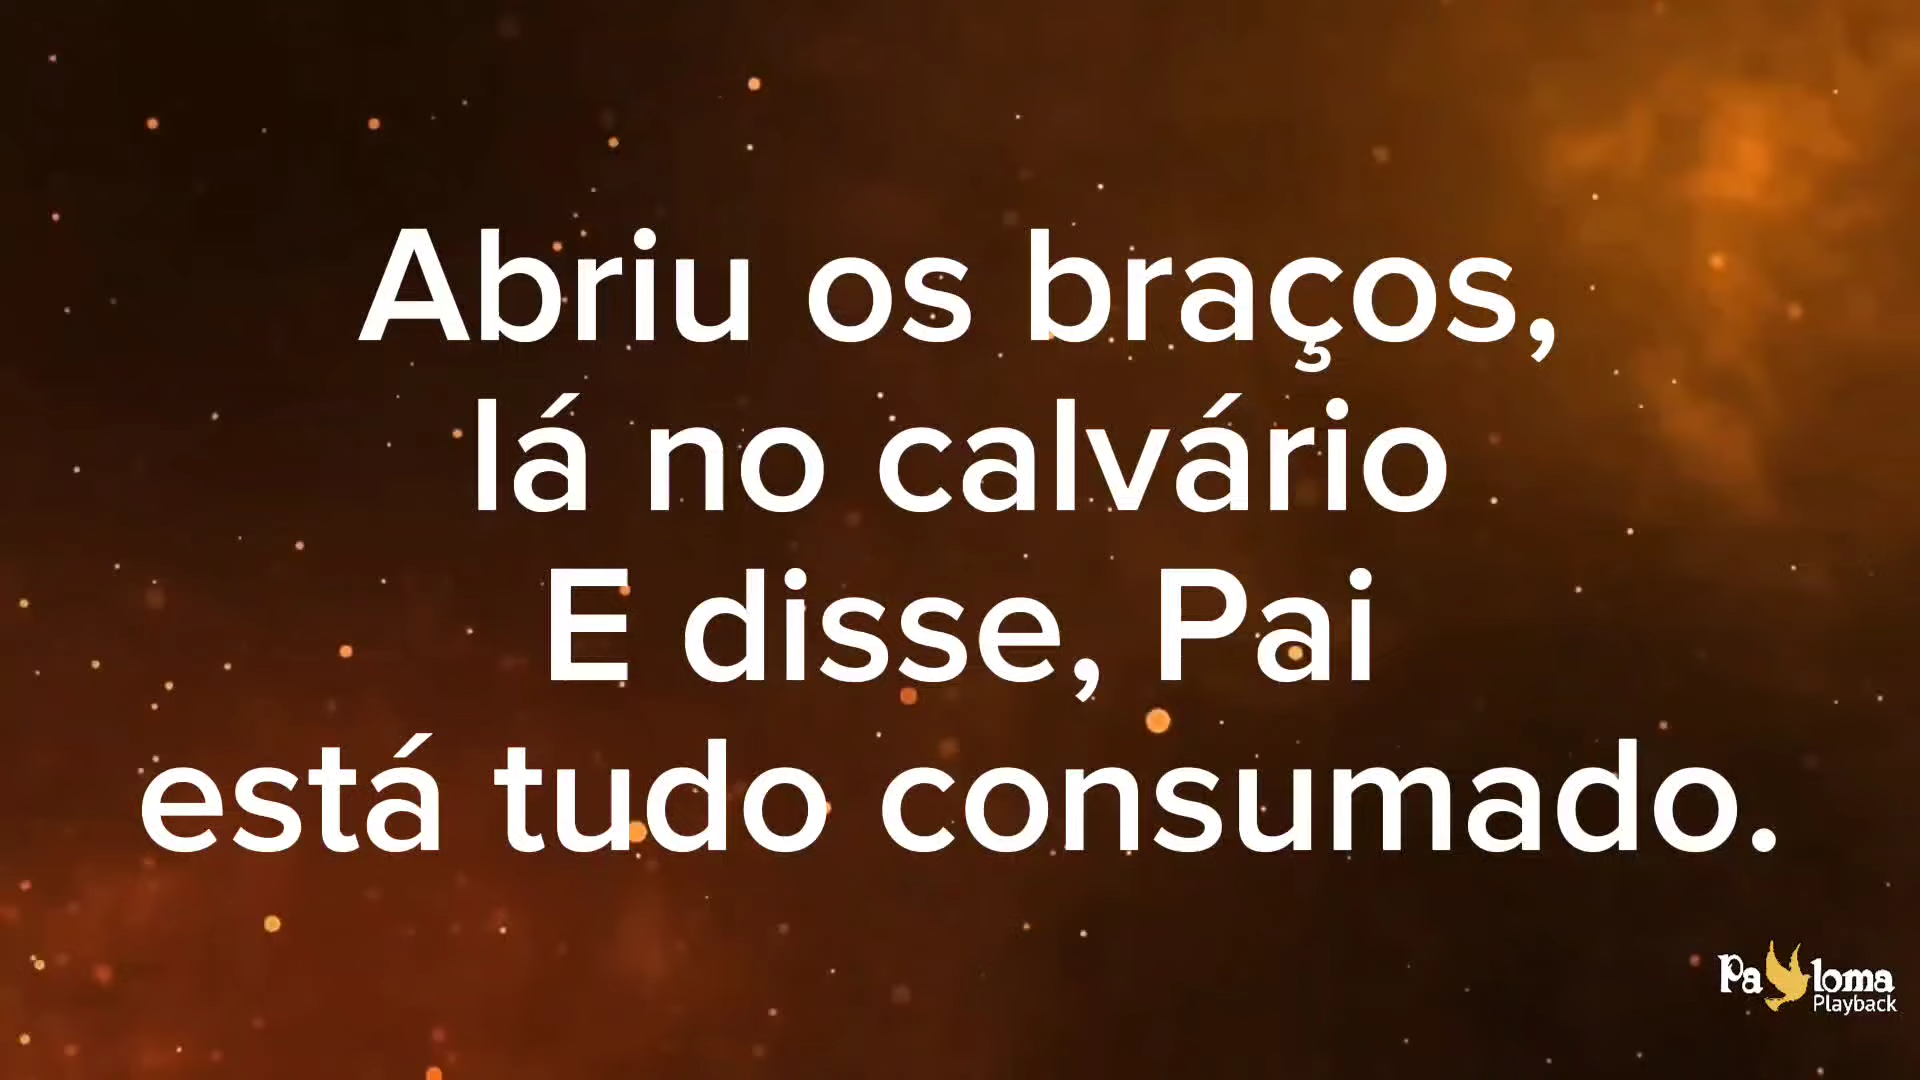 Abriu os braços,
lá no calvário
E disse, Pai
está tudo consumado.
Paloma
Playback